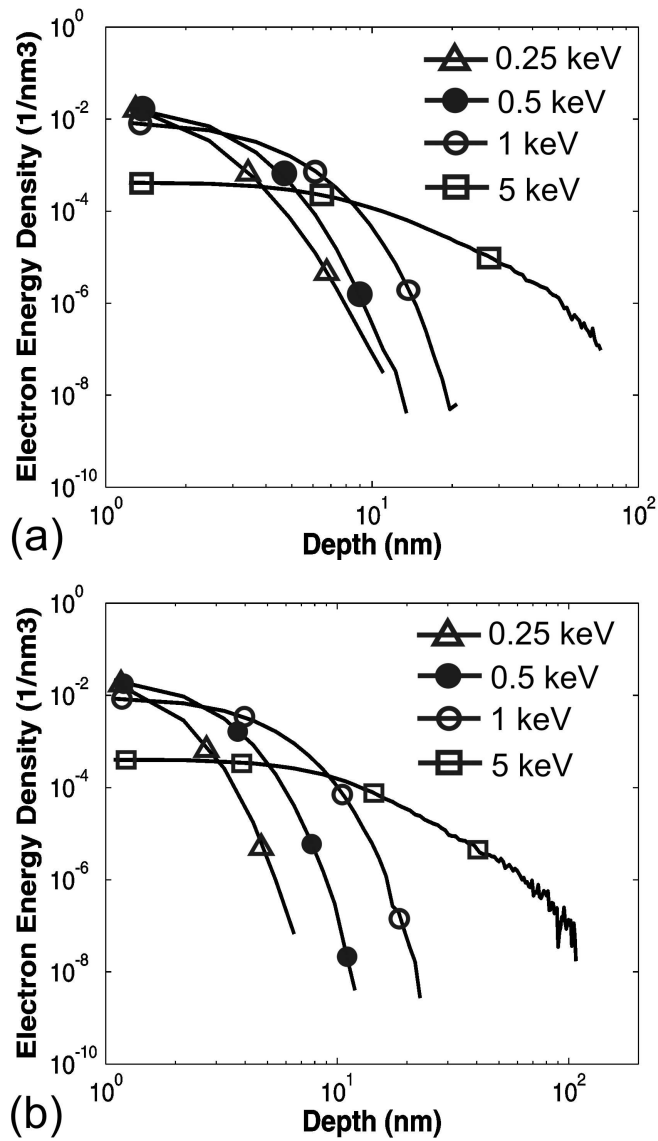 10^0
10^-2
10^-4
10^-6
10^-8
10^-10
Electron Energy Density (1/nm3)
0.25 keV
0.5 keV
1 keV
5 keV
10^0
10^1
10^2
Depth (nm)
(a)
10^0
10^-2
10^-4
10^-6
10^-8
10^-10
Electron Energy Density (1/nm3)
0.25 keV
0.5 keV
1 keV
5 keV
10^0
10^1
10^2
Depth (nm)
(b)